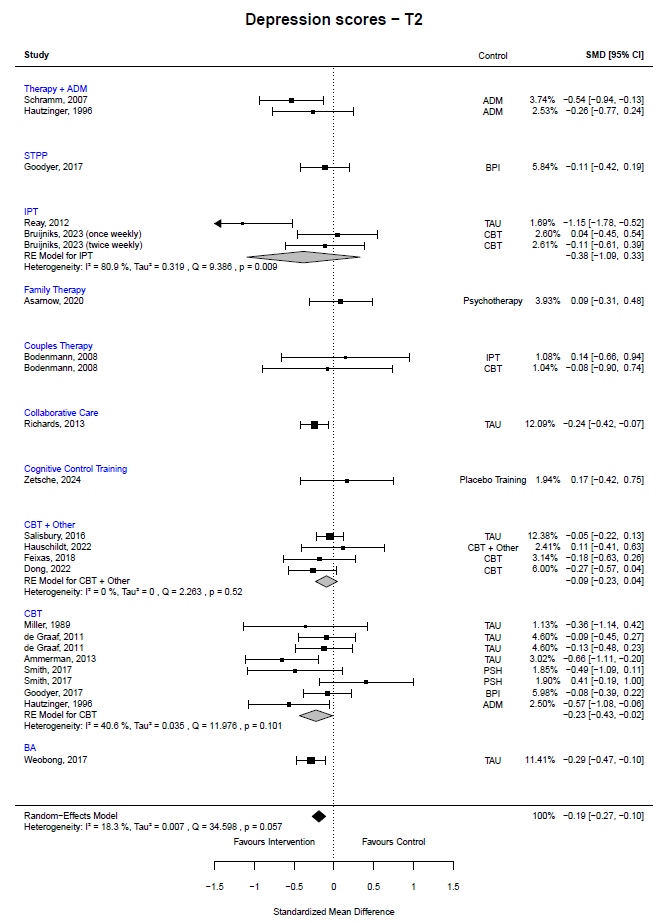 Depression scores − T2
Study Control SMD [95% CI]
Therapy + ADM
Schramm, 2007 ADM 3.74% −0.54 [−0.94, −0.13]
Hautzinger, 1996 ADM 2.53% −0.26 [−0.77, 0.24]
STPP
Goodyer, 2017 BPI 5.84% −0.11 [−0.42, 0.19]
IPT
Reay, 2012 TAU 1.69% −1.15 [−1.78, −0.52]
Bruijniks, 2023 (once weekly) CBT 2.60% 0.04 [−0.45, 0.54]
Bruijniks, 2023 (twice weekly) CBT 2.61% −0.11 [−0.61, 0.39]
RE Model for IPT −0.38 [−1.09, 0.33]
Heterogeneity: I² = 80.9 %, Tau² = 0.319 , Q = 9.386 , p = 0.009
Family Therapy
Asarnow, 2020 Psychotherapy 3.93% 0.09 [−0.31, 0.48]
Couples Therapy
Bodenmann, 2008 IPT 1.08% 0.14 [−0.66, 0.94]
Bodenmann, 2008 CBT 1.04% −0.08 [−0.90, 0.74]
Collaborative Care
Richards, 2013 TAU 12.09% −0.24 [−0.42, −0.07]
Cognitive Control Training
Zetsche, 2024 Placebo Training 1.94% 0.17 [−0.42, 0.75]
CBT + Other
Salisbury, 2016 TAU 12.38% −0.05 [−0.22, 0.13]
Hauschildt, 2022 CBT + Other 2.41% 0.11 [−0.41, 0.63]
Feixas, 2018 CBT 3.14% −0.18 [−0.63, 0.26]
Dong, 2022 CBT 6.00% −0.27 [−0.57, 0.04]
RE Model for CBT + Other −0.09 [−0.23, 0.04]
Heterogeneity: I² = 0 %, Tau² = 0 , Q = 2.263 , p = 0.52
CBT
Miller, 1989 TAU 1.13% −0.36 [−1.14, 0.42]
de Graaf, 2011 TAU 4.60% −0.09 [−0.45, 0.27]
de Graaf, 2011 TAU 4.60% −0.13 [−0.48, 0.23]
Ammerman, 2013 TAU 3.02% −0.66 [−1.11, −0.20]
Smith, 2017 PSH 1.85% −0.49 [−1.09, 0.11]
Smith, 2017 PSH 1.90% 0.41 [−0.19, 1.00]
Goodyer, 2017 BPI 5.98% −0.08 [−0.39, 0.22]
Hautzinger, 1996 ADM 2.50% −0.57 [−1.08, −0.06]
RE Model for CBT −0.23 [−0.43, −0.02]
Heterogeneity: I² = 40.6 %, Tau² = 0.035 , Q = 11.976 , p = 0.101
BA
Weobong, 2017 TAU 11.41% −0.29 [−0.47, −0.10]
Random−Effects Model 100% −0.19 [−0.27, −0.10]
Heterogeneity: I² = 18.3 %, Tau² = 0.007 , Q = 34.598 , p = 0.057
Favours Intervention Favours Control
−1.5 −1 −0.5 0 0.5 1 1.5
Standardized Mean Difference